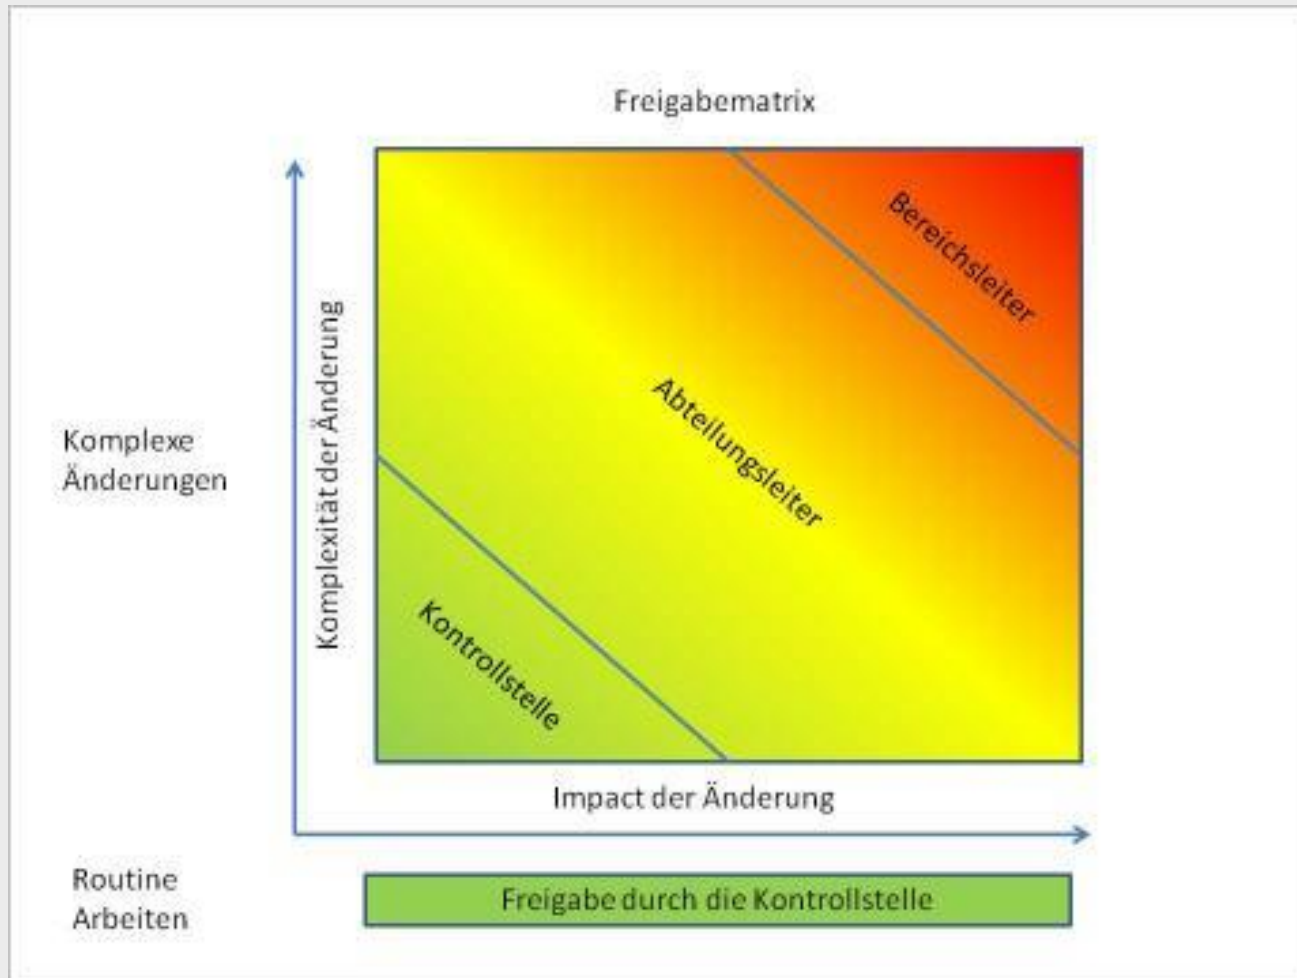 Freigabematrix
Bereichsleiter
Abteilungsleiter
Kontrollstelle
Komplexität der Änderung
Komplexe
Änderungen
Impact der Änderung
Routine
Arbeiten
Freigabe durch die Kontrollstelle